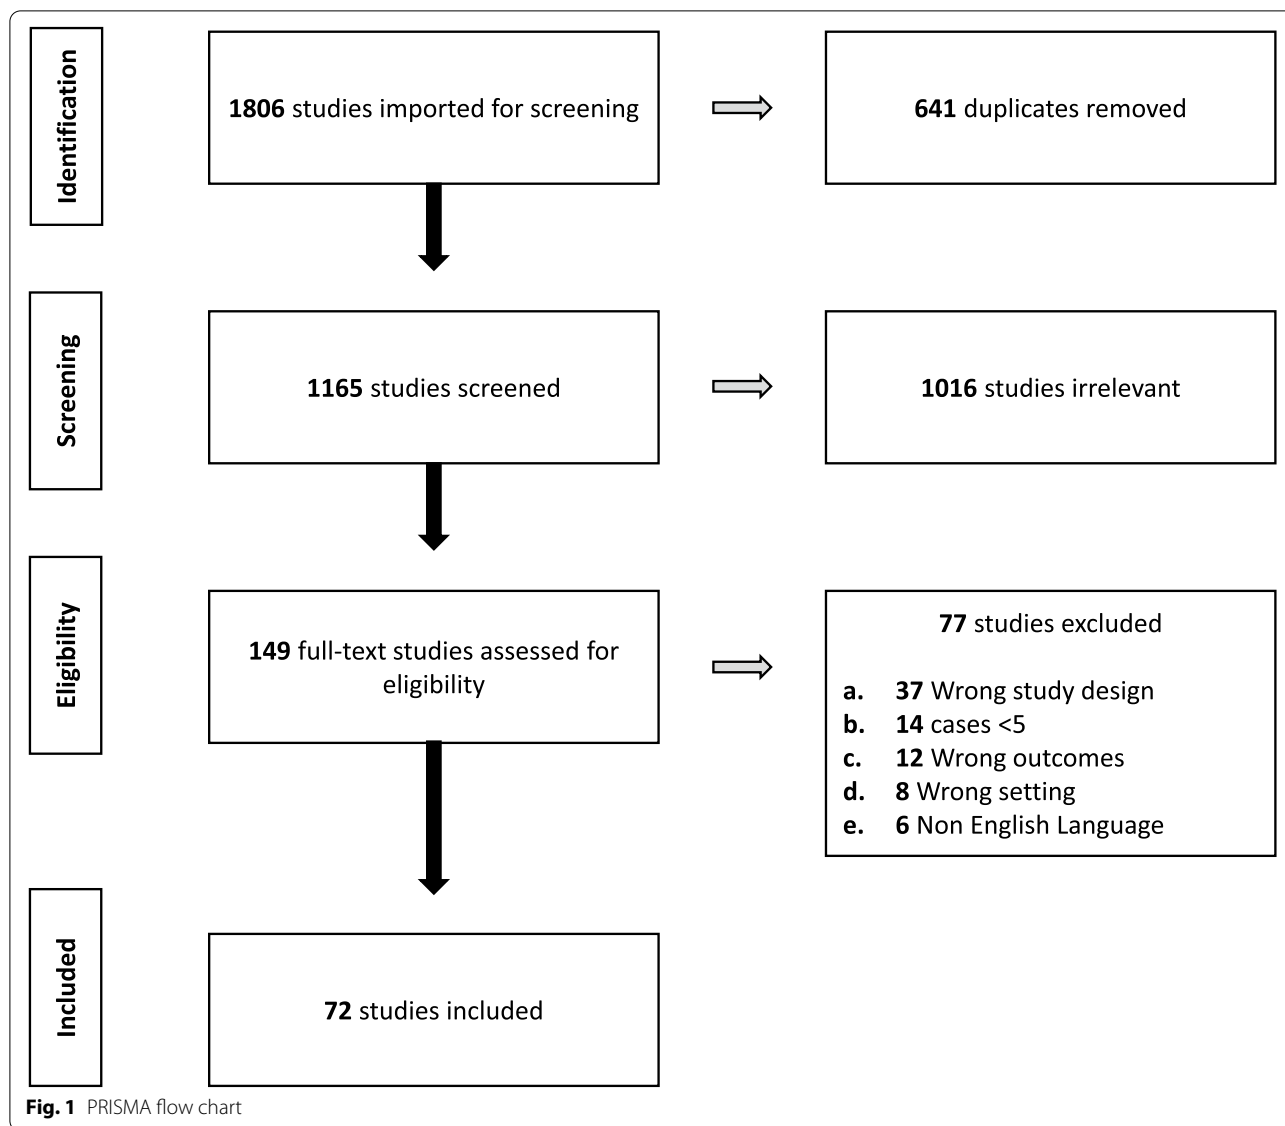 Identification
1806 studies imported for screening
641 duplicates removed
Screening
1165 studies screened
1016 studies irrelevant
Eligibility
149 full-text studies assessed for
eligibility
77 studies excluded
a. 37 Wrong study design
b. 14 cases <5
c. 12 Wrong outcomes
d. 8 Wrong setting
e. 6 Non English Language
Included
72 studies included
Fig. 1 PRISMA flow chart